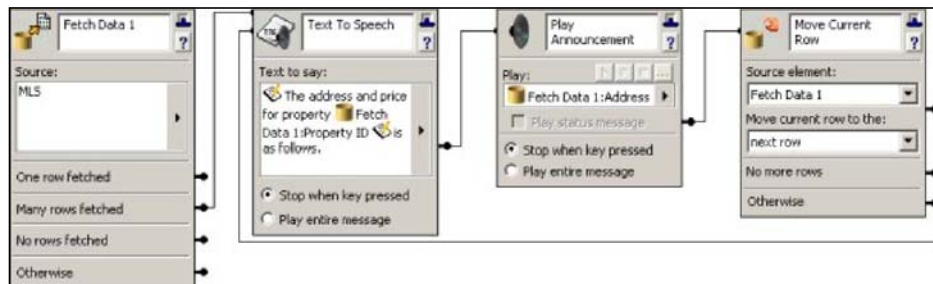 Fetch Data 1
?
Source:
MLS
One row fetched
Many rows fetched
No rows fetched
Otherwise
Text To Speech
?
Text to say:
The address and price
for property Fetch
Data 1:Property ID is
as follows.
Stop when key pressed
Play entire message
Play
Announcement
?
Play:
...
Fetch Data 1:Address
Play status message
Stop when key pressed
Play entire message
Move Current
Row
?
Source element:
Fetch Data 1
Move current row to the:
next row
No more rows
Otherwise